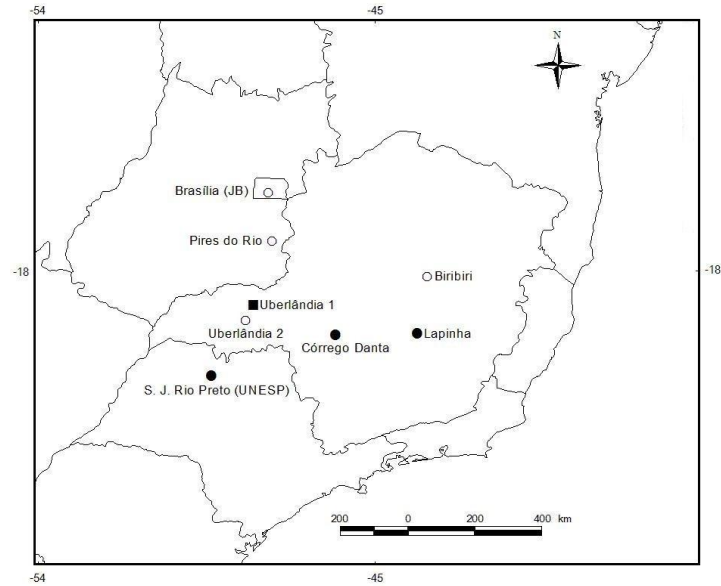 -54
-45
N
Brasília (JB)
Pires do Rio
-18
-18
Biribiri
Uberlândia 1
Uberlândia 2
Córrego Danta
Lapinha
S. J. Rio Preto (UNESP)
200 0 200 400 km
-54
-45